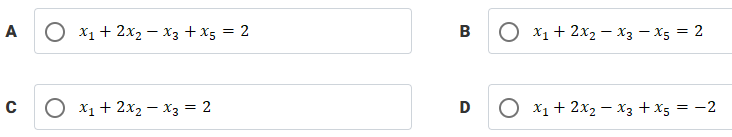 A x₁ + 2x₂ − x₃ + x₅ = 2
B x₁ + 2x₂ − x₃ − x₅ = 2
C x₁ + 2x₂ − x₃ = 2
D x₁ + 2x₂ − x₃ + x₅ = −2